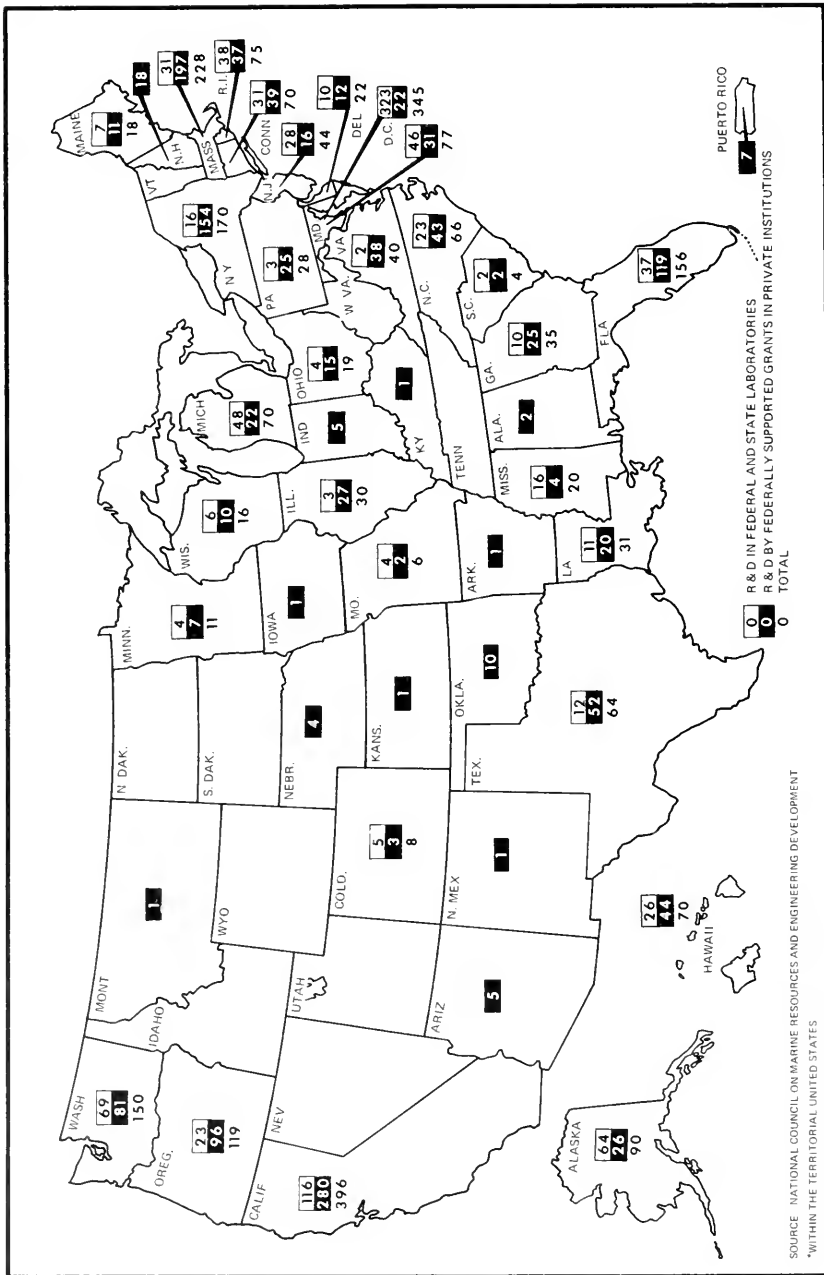 WASH
69
81
150
OREG.
23
96
119
CALIF
116
280
396
NEV
IDAHO
MONT
1
WYO
UTAH
COLD.
5
3
8
ARIZ
5
N. MEX
1
N DAK.
S. DAK.
NEBR.
4
KANS.
1
OKLA.
10
TEX.
12
52
64
MINN.
4
7
11
IOWA
1
MO.
4
2
6
ARK.
1
LA
11
20
31
WIS.
6
10
16
ILL.
3
27
30
MICH
48
22
70
IND
5
OHIO
4
15
19
KY
1
TENN
MISS.
16
4
20
ALA.
2
GA.
10
25
35
FLA
37
119
156
S.C.
2
2
4
N.C.
23
43
66
VA
2
38
40
W VA.
PA
3
25
28
N Y
16
154
170
VT
N.H
18
MAINE
7
11
18
MASS
31
197
228
R.I.
38
37
75
CONN
31
39
70
N.J
28
16
44
DEL
10
12
22
D.C.
323
22
345
MD
46
31
77
PUERTO RICO
7
ALASKA
64
26
90
HAWAII
26
44
70
0 R & D IN FEDERAL AND STATE LABORATORIES
0 R & D BY FEDERALLY SUPPORTED GRANTS IN PRIVATE INSTITUTIONS
0 TOTAL
SOURCE NATIONAL COUNCIL ON MARINE RESOURCES AND ENGINEERING DEVELOPMENT
*WITHIN THE TERRITORIAL UNITED STATES